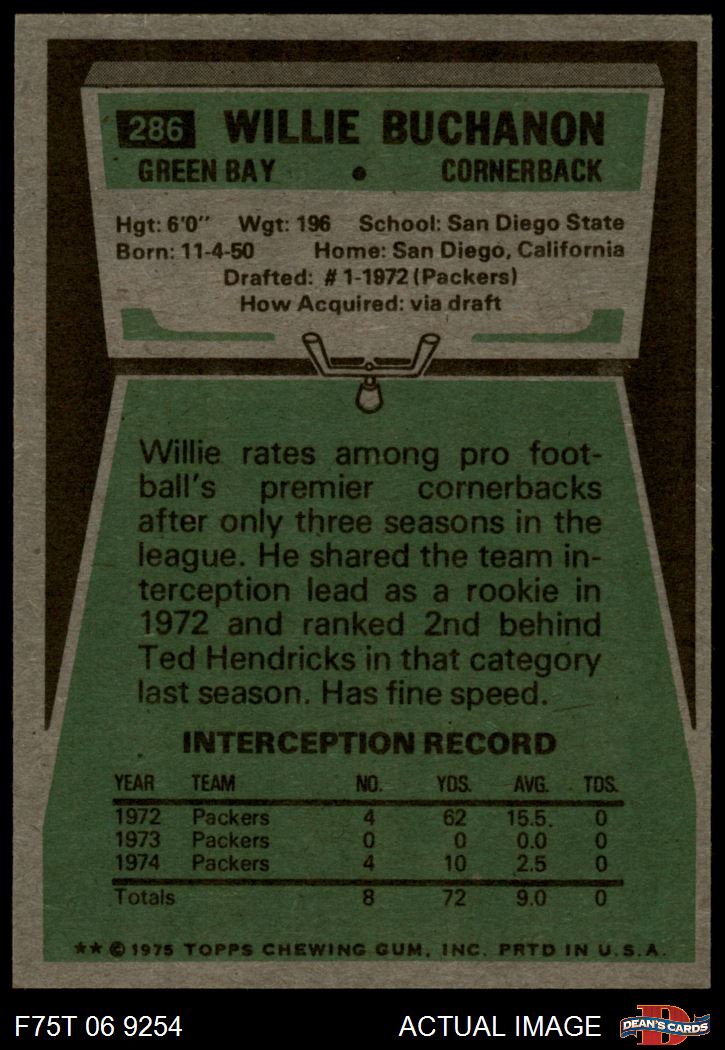 286 WILLIE BUCHANON
GREEN BAY • CORNERBACK
Hgt: 6'0" Wgt: 196 School: San Diego State
Born: 11-4-50 Home: San Diego, California
Drafted: #1-1972 (Packers)
How Acquired: via draft
Willie rates among pro foot-
ball's premier cornerbacks
after only three seasons in the
league. He shared the team in-
terception lead as a rookie in
1972 and ranked 2nd behind
Ted Hendricks in that category
last season. Has fine speed.
INTERCEPTION RECORD
YEAR TEAM NO. YDS. AVG. TDS.
1972 Packers 4 62 15.5 0
1973 Packers 0 0 0.0 0
1974 Packers 4 10 2.5 0
Totals 8 72 9.0 0
**© 1975 TOPPS CHEWING GUM, INC. PRTD IN U.S.A.
F75T 06 9254 ACTUAL IMAGE D DEAN'S CARDS